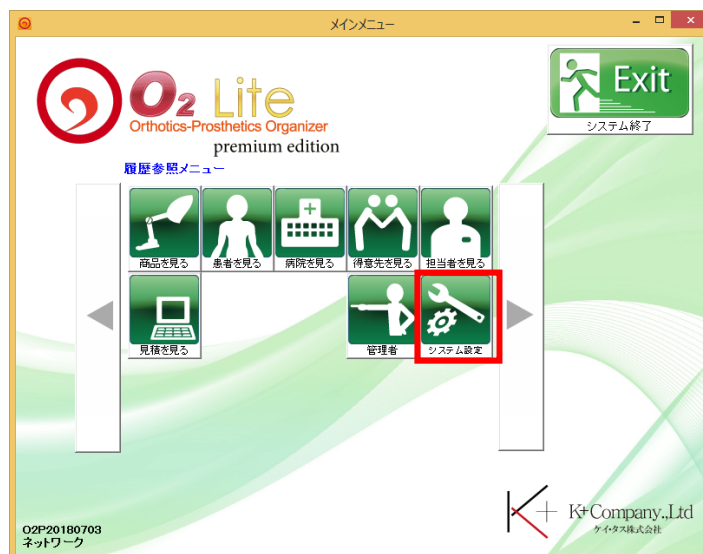 メインメニュー
O2 Lite
Orthotics-Prosthetics Organizer
premium edition
Exit
システム終了
履歴参照メニュー
商品を見る 患者を見る 病院を見る 得意先を見る 担当者を見る
見積を見る 管理者 システム設定
O2P20180703
ネットワーク
K+Company.,Ltd
ケイ・タス株式会社